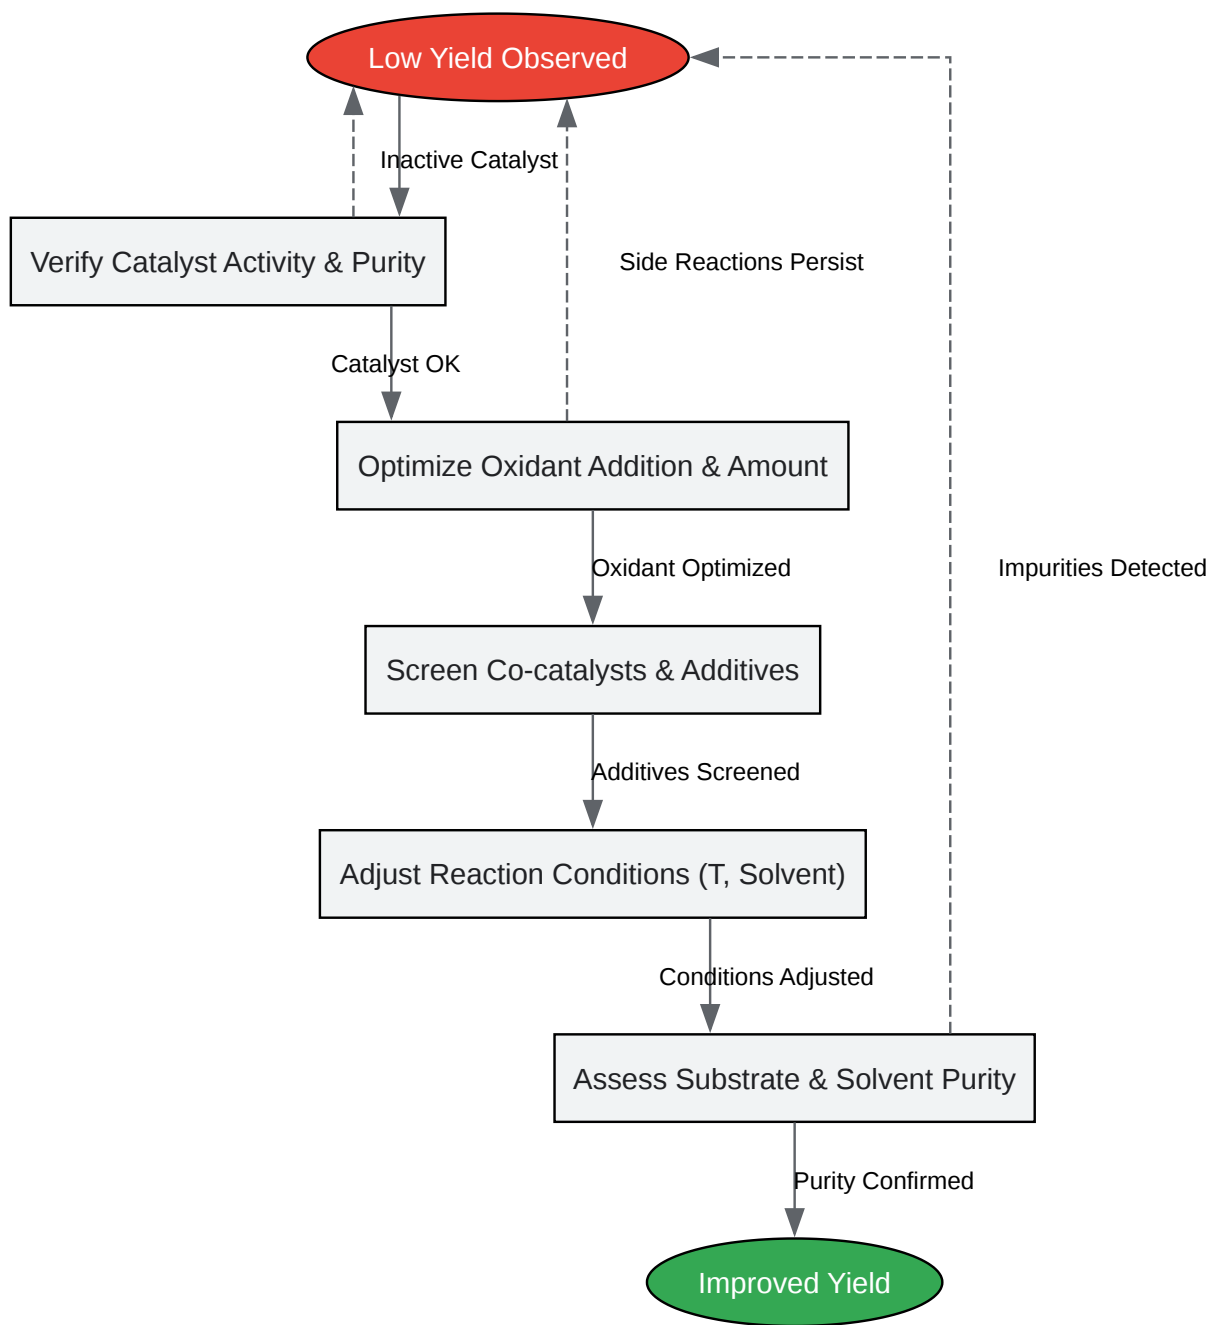 Low Yield Observed
Inactive Catalyst
Verify Catalyst Activity & Purity
Side Reactions Persist
Catalyst OK
Optimize Oxidant Addition & Amount
Oxidant Optimized
Impurities Detected
Screen Co-catalysts & Additives
Additives Screened
Adjust Reaction Conditions (T, Solvent)
Conditions Adjusted
Assess Substrate & Solvent Purity
Purity Confirmed
Improved Yield